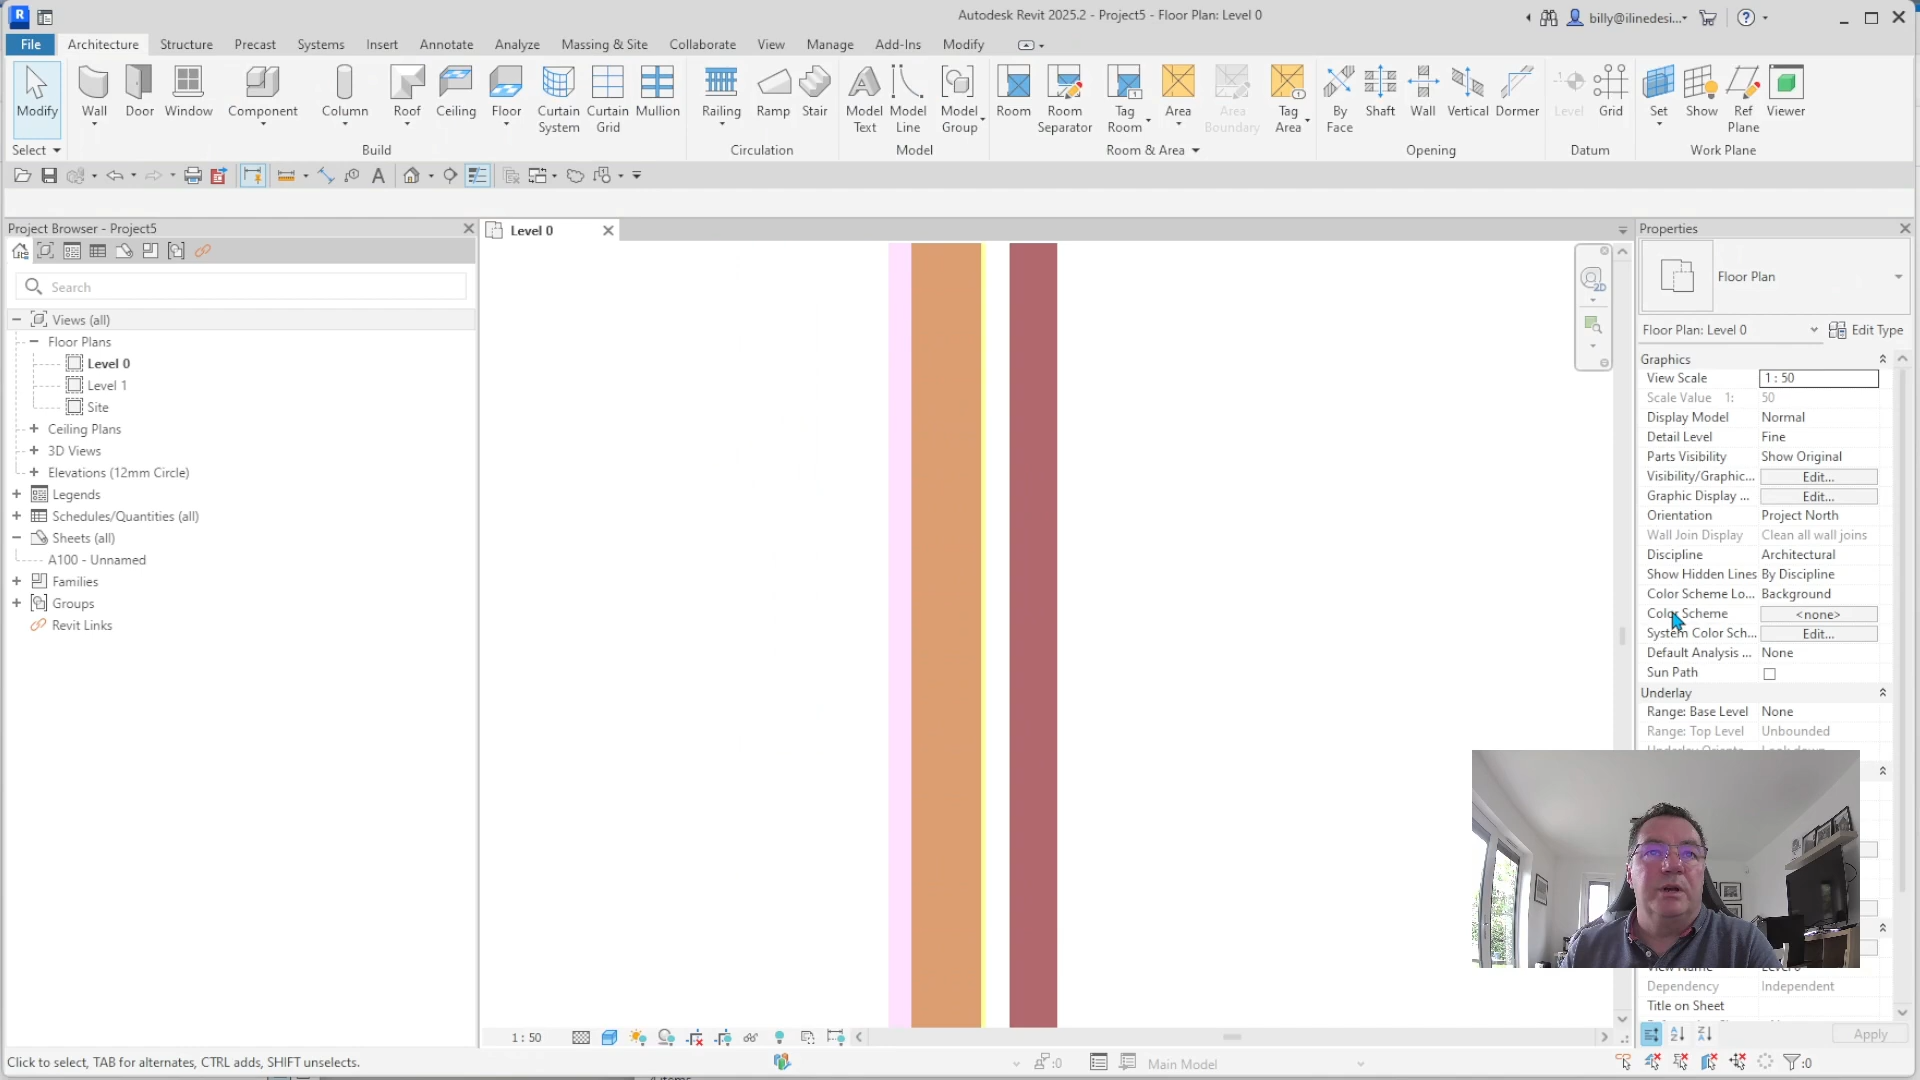 Autodesk Revit 2025.2 - Project5 - Floor Plan: Level 0
billy@ilinedesi...
File Architecture Structure Precast Systems Insert Annotate Analyze Massing & Site Collaborate View Manage Add-Ins Modify
Modify Wall Door Window Component Column Roof Ceiling Floor Curtain System Curtain Grid Mullion Railing Ramp Stair Model Text Model Line Model Group Room Room Separator Tag Room Area Area Boundary Tag Area By Face Shaft Wall Vertical Dormer Level Grid Set Show Ref Plane Viewer
Select Build Circulation Model Room & Area Opening Datum Work Plane
Project Browser - Project5
Search
Views (all)
Floor Plans
Level 0
Level 1
Site
Ceiling Plans
3D Views
Elevations (12mm Circle)
Legends
Schedules/Quantities (all)
Sheets (all)
A100 - Unnamed
Families
Groups
Revit Links
Level 0
2D
Properties
Floor Plan
Floor Plan: Level 0 Edit Type
Graphics
View Scale 1 : 50
Scale Value 1: 50
Display Model Normal
Detail Level Fine
Parts Visibility Show Original
Visibility/Graphic... Edit...
Graphic Display ... Edit...
Orientation Project North
Wall Join Display Clean all wall joins
Discipline Architectural
Show Hidden Lines By Discipline
Color Scheme Lo... Background
Color Scheme <none>
System Color Sch... Edit...
Default Analysis ... None
Sun Path
Underlay
Range: Base Level None
Range: Top Level Unbounded
Dependency Independent
Title on Sheet
Apply
1 : 50
Click to select, TAB for alternates, CTRL adds, SHIFT unselects.
:0
Main Model
:0